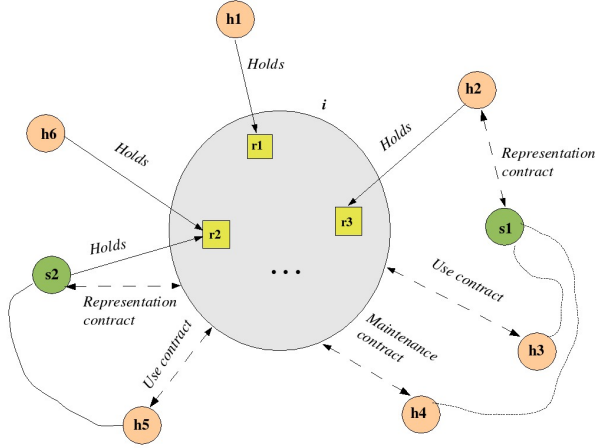 h1
Holds
i
h2
h6
Holds
Holds
r1
Representation
contract
r2
r3
s1
Holds
s2
. . .
Use contract
Representation
contract
Use contract
Maintenance
contract
h3
h4
h5